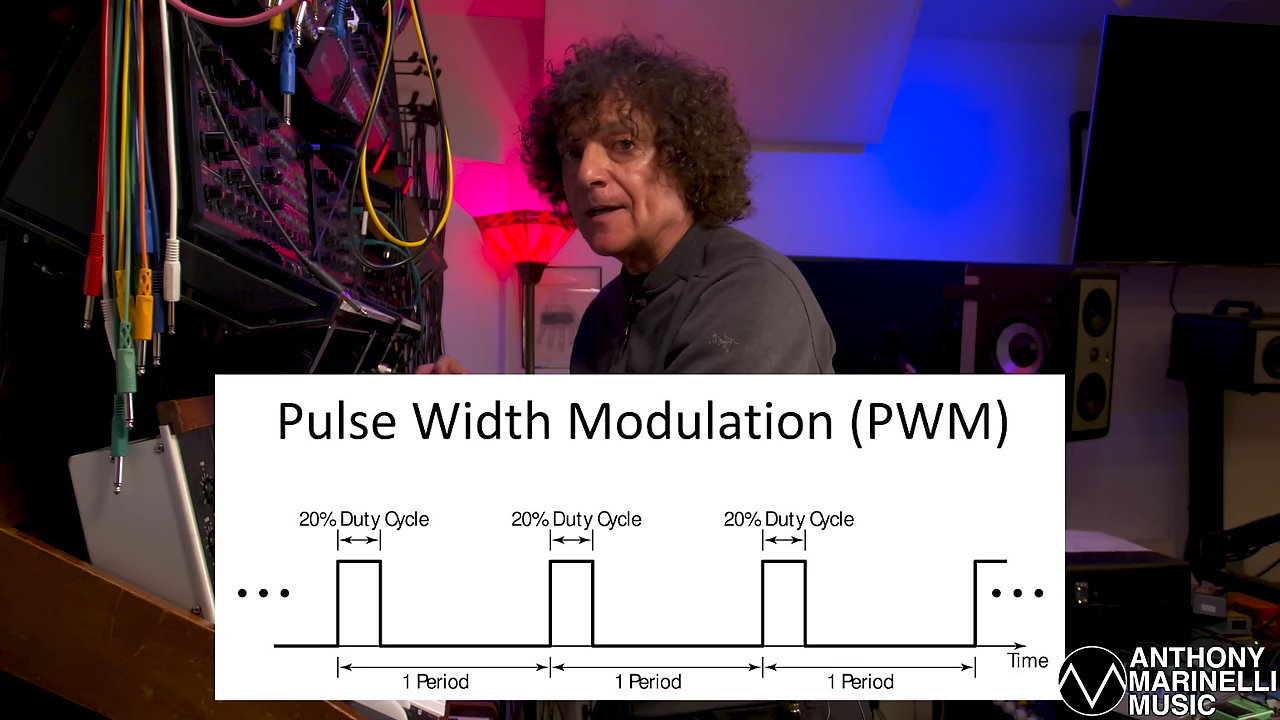 Pulse Width Modulation (PWM)
20% Duty Cycle 20% Duty Cycle 20% Duty Cycle
Time
1 Period 1 Period 1 Period
ANTHONY
MARINELLI
MUSIC